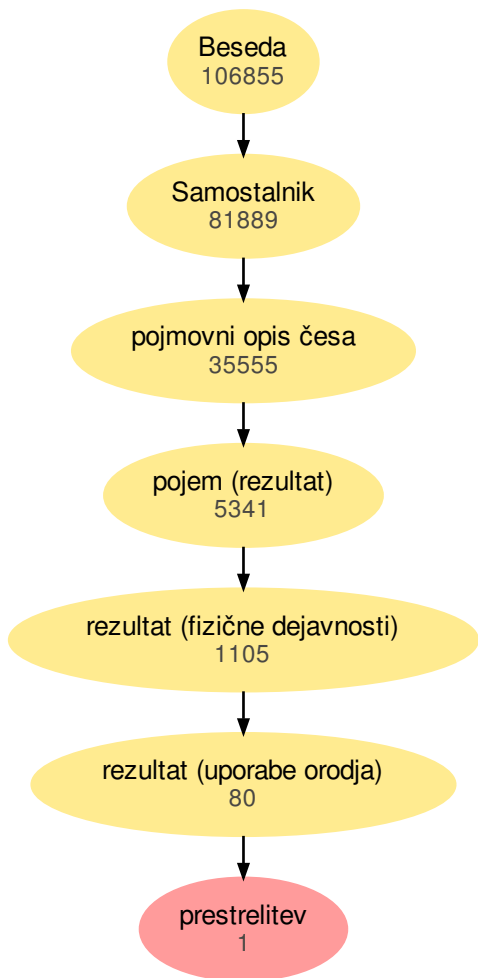 Beseda
106855
Samostalnik
81889
pojmovni opis česa
35555
pojem (rezultat)
5341
rezultat (fizične dejavnosti)
1105
rezultat (uporabe orodja)
80
prestrelitev
1